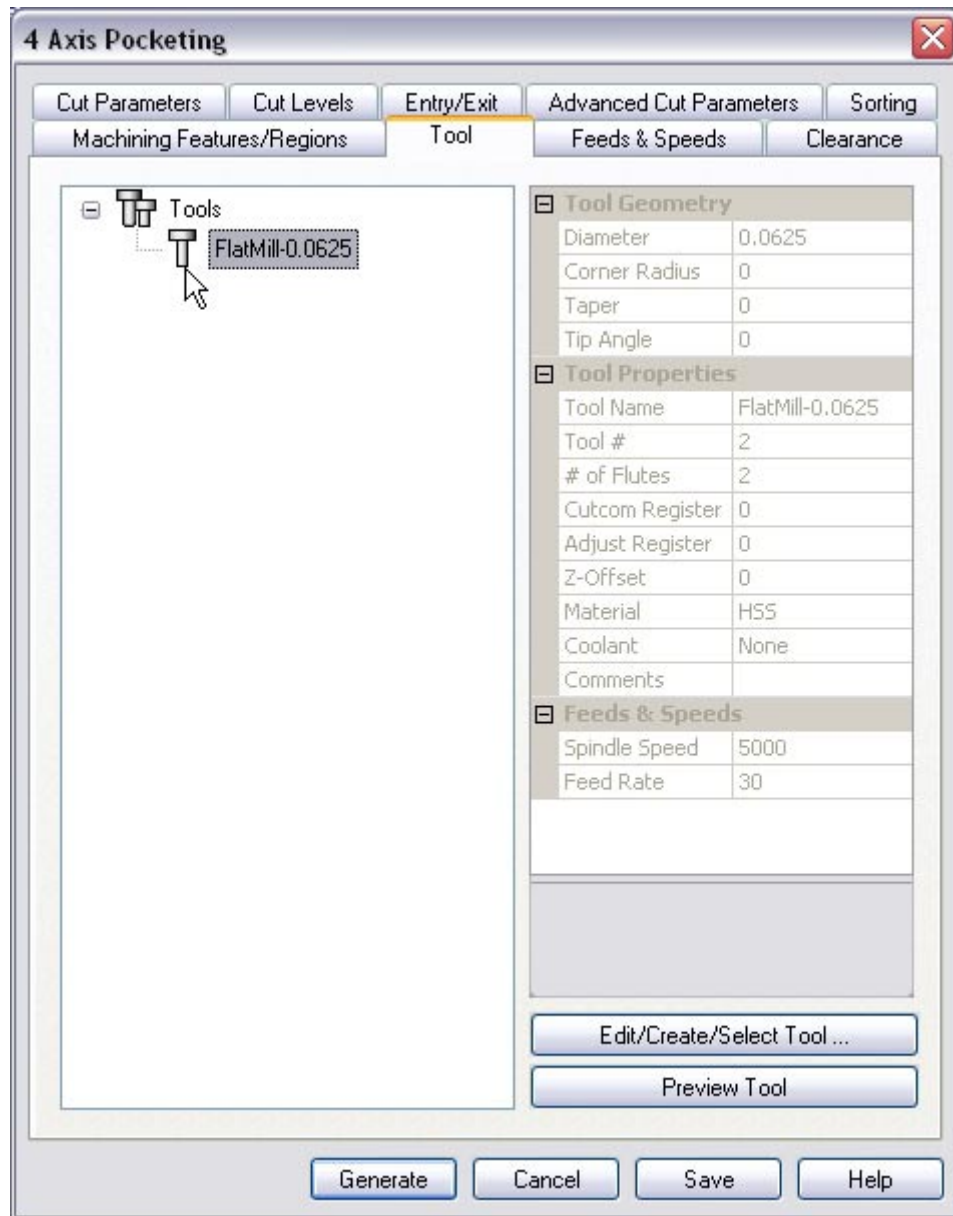 4 Axis Pocketing
Cut Parameters Cut Levels Entry/Exit Advanced Cut Parameters Sorting
Machining Features/Regions Tool Feeds & Speeds Clearance
Tools
FlatMill-0.0625
Tool Geometry
Diameter 0.0625
Corner Radius 0
Taper 0
Tip Angle 0
Tool Properties
Tool Name FlatMill-0.0625
Tool # 2
# of Flutes 2
Cutcom Register 0
Adjust Register 0
Z-Offset 0
Material HSS
Coolant None
Comments
Feeds & Speeds
Spindle Speed 5000
Feed Rate 30
Edit/Create/Select Tool ...
Preview Tool
Generate Cancel Save Help